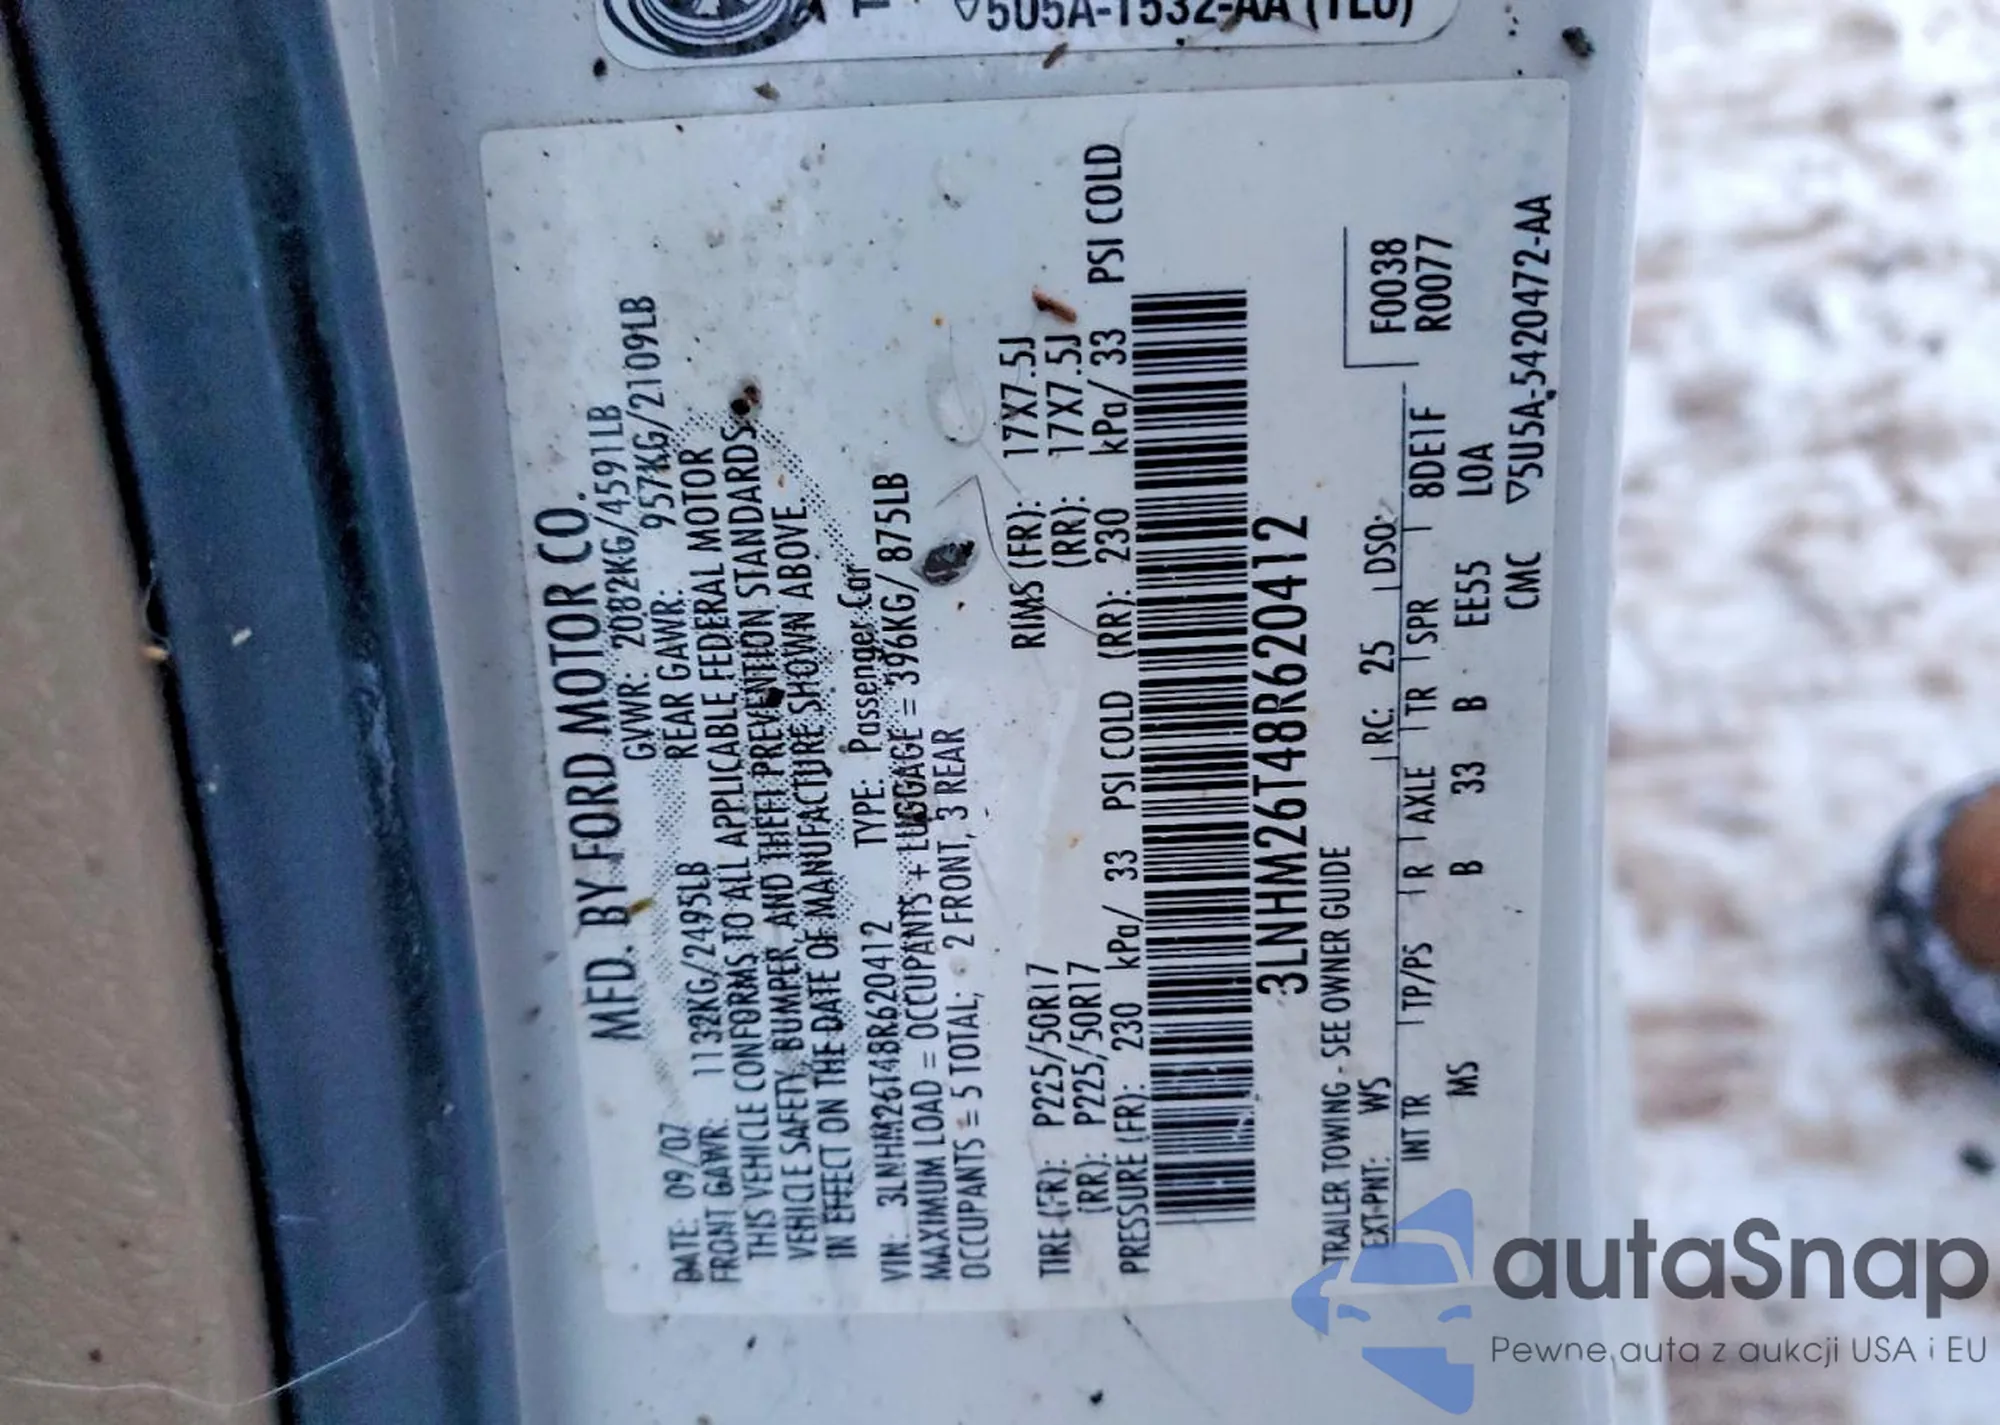 ▽5U5A-1532-AA (TLU)
MFD. BY FORD MOTOR CO.
DATE: 09/07 GVWR: 2082KG/4591LB
FRONT GAWR: 1132KG/2495LB REAR GAWR: 957KG/2109LB
THIS VEHICLE CONFORMS TO ALL APPLICABLE FEDERAL MOTOR
VEHICLE SAFETY, BUMPER, AND THEFT PREVENTION STANDARDS
IN EFFECT ON THE DATE OF MANUFACTURE SHOWN ABOVE.
VIN: 3LNHM26T48R620412 TYPE: Passenger Car
MAXIMUM LOAD = OCCUPANTS + LUGGAGE = 396KG/ 875LB
OCCUPANTS = 5 TOTAL; 2 FRONT, 3 REAR
TIRE (FR): P225/50R17 RIMS (FR): 17X7.5J
(RR): P225/50R17 (RR): 17X7.5J
PRESSURE (FR): 230 kPa/ 33 PSI COLD (RR): 230 kPa/ 33 PSI COLD
3LNHM26T48R620412
TRAILER TOWING - SEE OWNER GUIDE
EXT PNT: WS RC: 25 DSO: F0038
INT TR TP/PS R AXLE TR SPR 8DE1F R0077
MS B 33 B EE55 LOA
CMC ▽5U5A-5420472-AA
autaSnap
Pewne auta z aukcji USA i EU